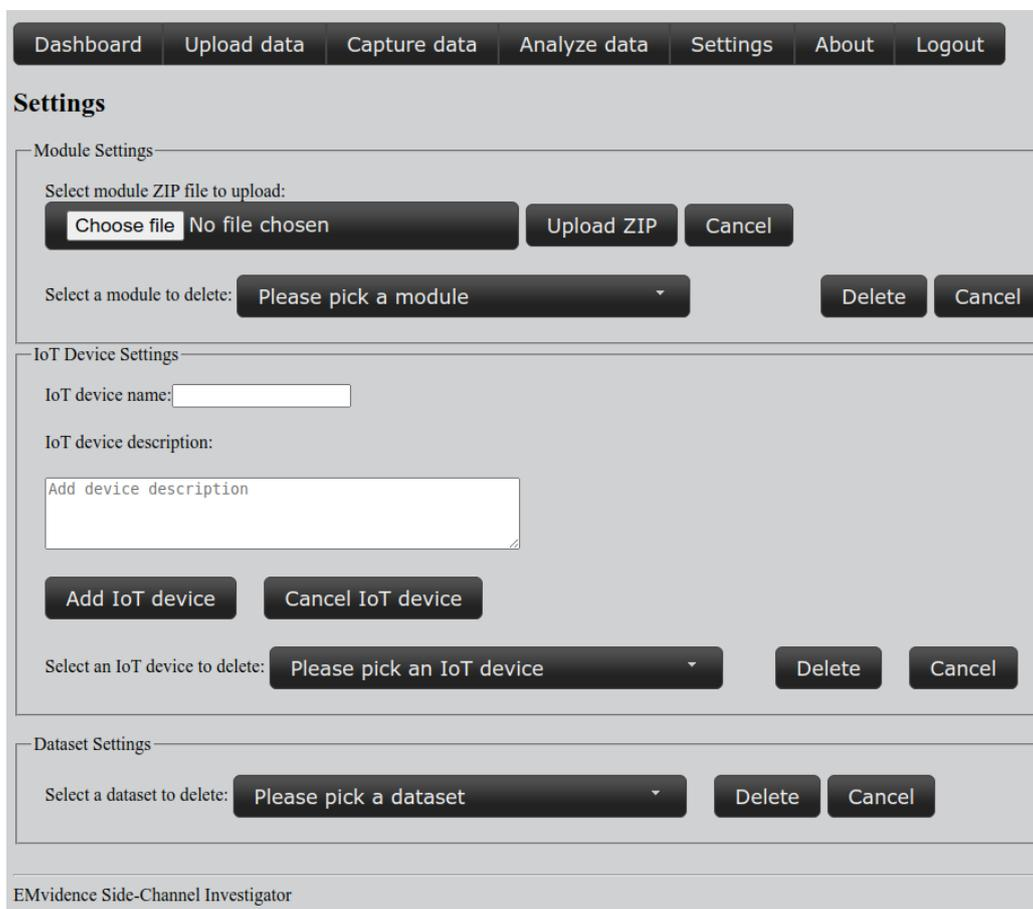 Dashboard Upload data Capture data Analyze data Settings About Logout
Settings
Module Settings
Select module ZIP file to upload:
Choose file No file chosen Upload ZIP Cancel
Select a module to delete: Please pick a module Delete Cancel
IoT Device Settings
IoT device name:
IoT device description:
Add device description
Add IoT device Cancel IoT device
Select an IoT device to delete: Please pick an IoT device Delete Cancel
Dataset Settings
Select a dataset to delete: Please pick a dataset Delete Cancel
EMvidence Side-Channel Investigator